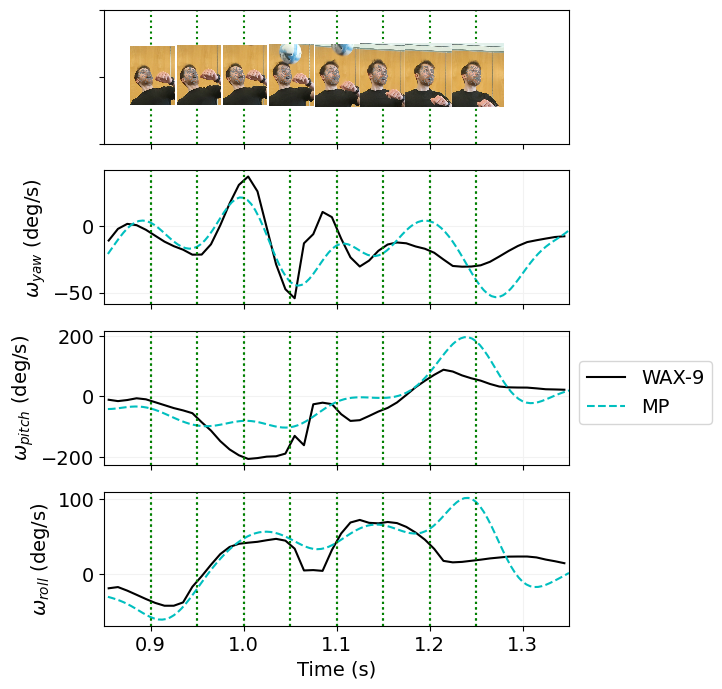 0
−50
ω_yaw (deg/s)
200
0
−200
ω_pitch (deg/s)
WAX-9
MP
100
0
ω_roll (deg/s)
0.9 1.0 1.1 1.2 1.3
Time (s)